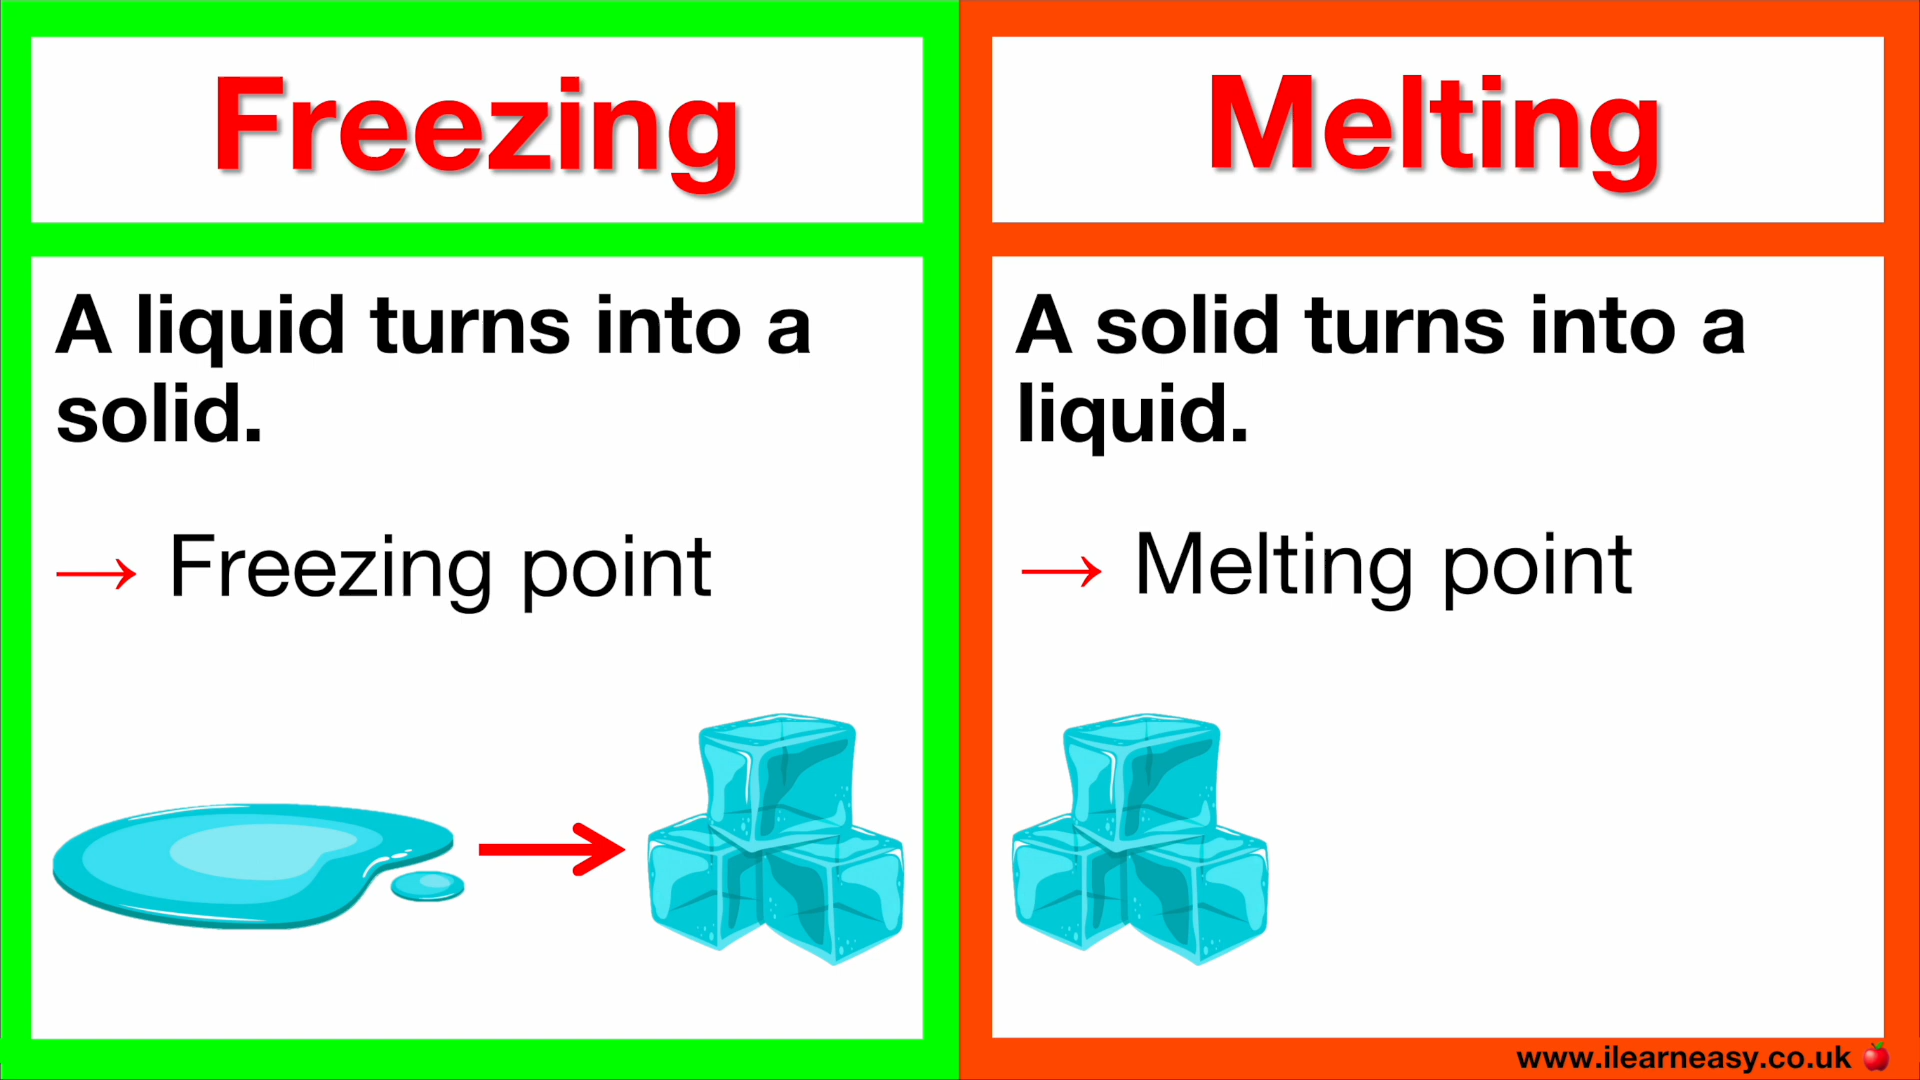 Freezing
A liquid turns into a
solid.
→ Freezing point
Melting
A solid turns into a
liquid.
→ Melting point
www.ilearneasy.co.uk